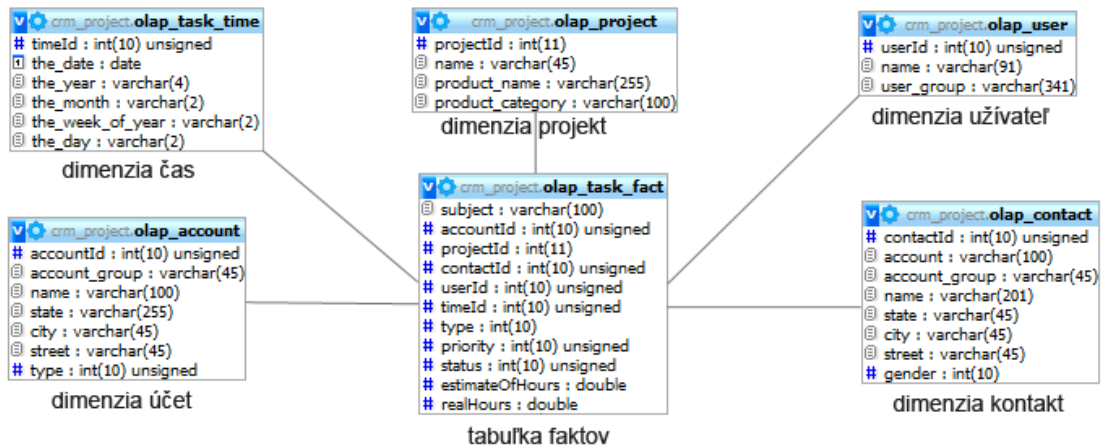 crm_project.olap_task_time
# timeId : int(10) unsigned
the_date : date
the_year : varchar(4)
the_month : varchar(2)
the_week_of_year : varchar(2)
the_day : varchar(2)
dimenzia čas
crm_project.olap_project
# projectId : int(11)
name : varchar(45)
product_name : varchar(255)
product_category : varchar(100)
dimenzia projekt
crm_project.olap_user
# userId : int(10) unsigned
name : varchar(91)
user_group : varchar(341)
dimenzia užívateľ
crm_project.olap_account
# accountId : int(10) unsigned
account_group : varchar(45)
name : varchar(100)
state : varchar(255)
city : varchar(45)
street : varchar(45)
# type : int(10) unsigned
dimenzia účet
crm_project.olap_task_fact
subject : varchar(100)
# accountId : int(10) unsigned
# projectId : int(11)
# contactId : int(10) unsigned
# userId : int(10) unsigned
# timeId : int(10) unsigned
# type : int(10)
# priority : int(10) unsigned
# status : int(10) unsigned
# estimateOfHours : double
# realHours : double
tabuľka faktov
crm_project.olap_contact
# contactId : int(10) unsigned
account : varchar(100)
account_group : varchar(45)
name : varchar(201)
state : varchar(45)
city : varchar(45)
street : varchar(45)
# gender : int(10)
dimenzia kontakt